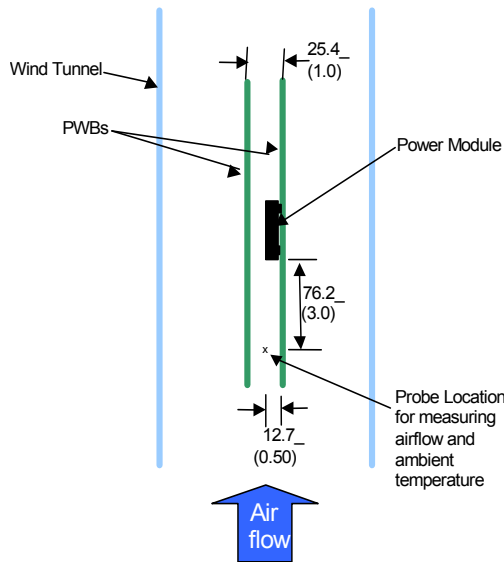 25.4_
(1.0)
Wind Tunnel
PWBs
Power Module
76.2_
(3.0)
x
Probe Location
for measuring
airflow and
ambient
temperature
12.7_
(0.50)
Air
flow